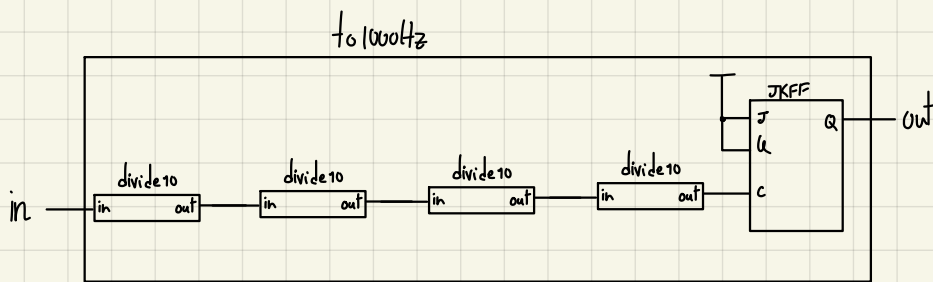 to1000Hz
JKFF
J
Q
out
K
divide10
divide10
divide10
divide10
C
in
in
out
in
out
in
out
in
out